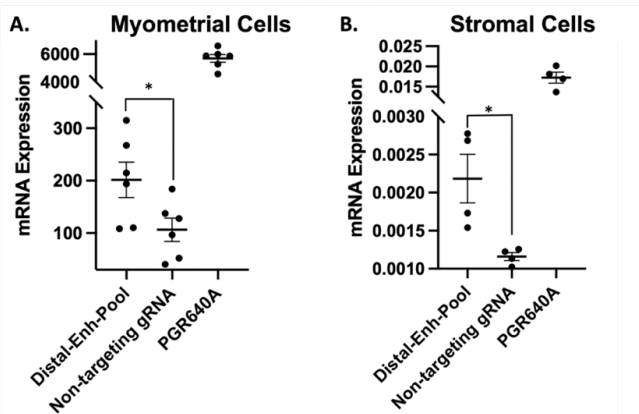 A. Myometrial Cells
mRNA Expression
6000
4000
300
200
100
*
Distal-Enh-Pool
Non-targeting gRNA
PGR640A
B. Stromal Cells
mRNA Expression
0.025
0.020
0.015
0.0030
0.0025
0.0020
0.0015
0.0010
*
Distal-Enh-Pool
Non-targeting gRNA
PGR640A